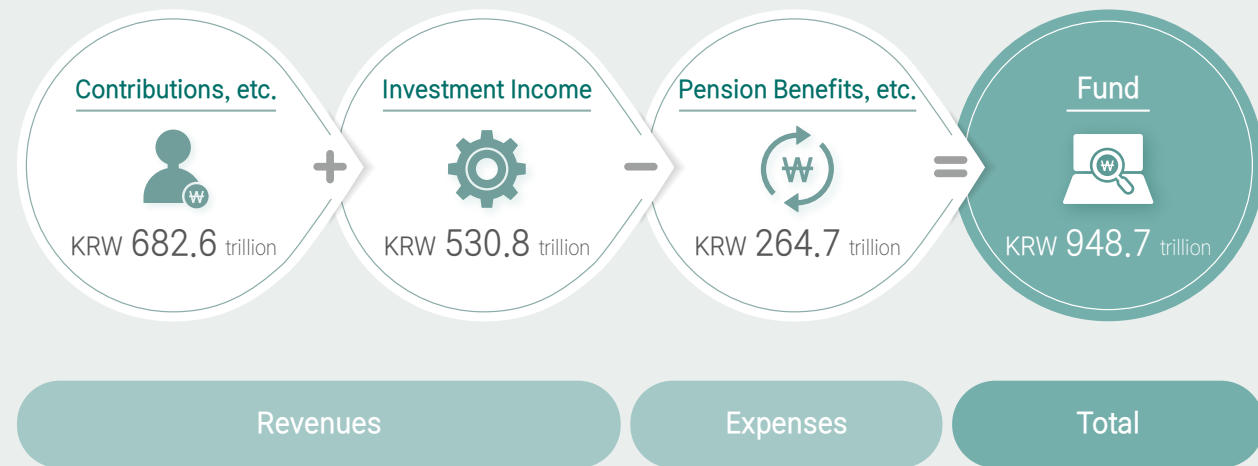 Contributions, etc.
₩
KRW 682.6 trillion
+
Investment Income
KRW 530.8 trillion
−
Pension Benefits, etc.
₩
KRW 264.7 trillion
=
Fund
₩
KRW 948.7 trillion
Revenues
Expenses
Total